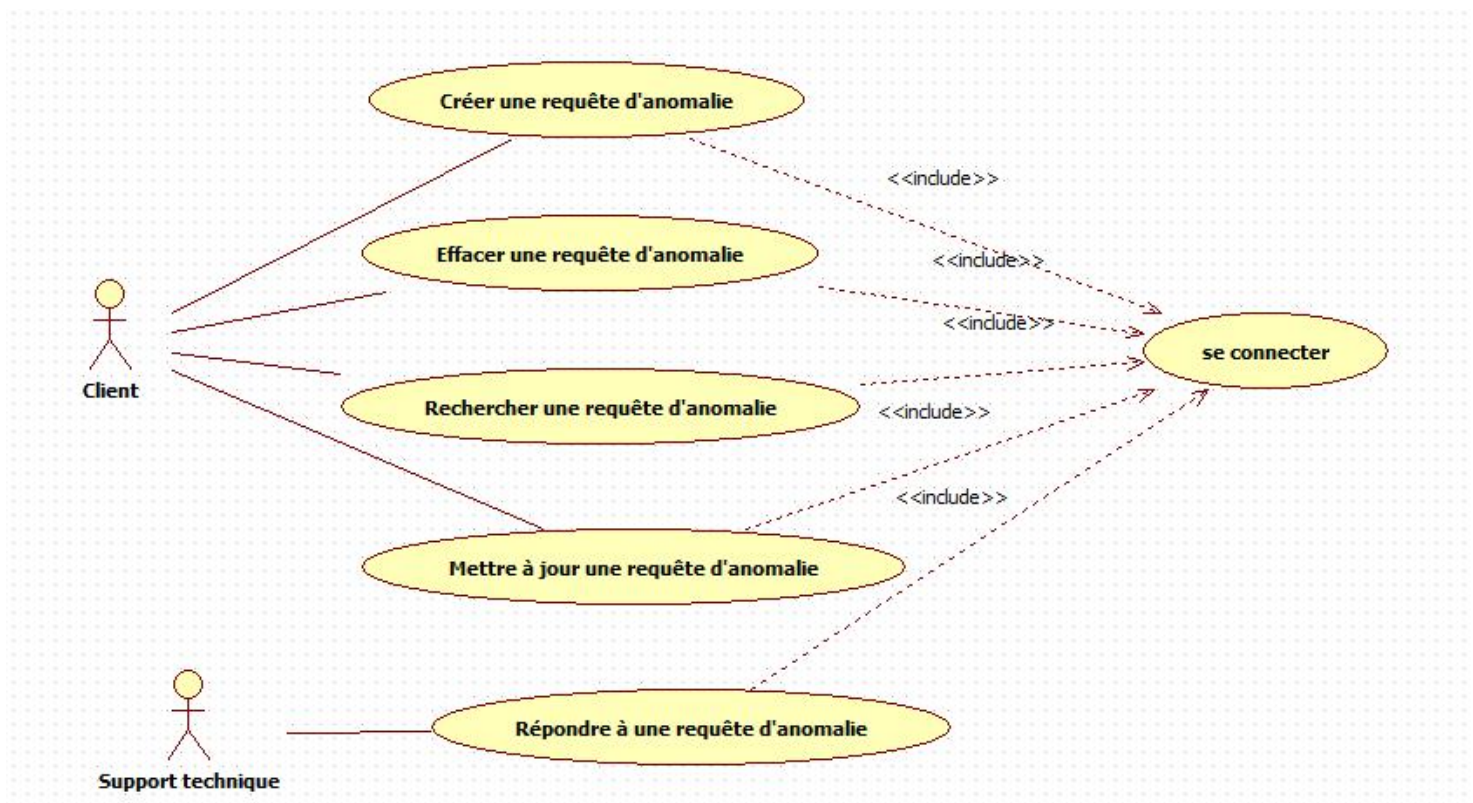 Créer une requête d'anomalie
<<include>>
Effacer une requête d'anomalie
<<include>>
<<include>>
se connecter
Client
Rechercher une requête d'anomalie
<<include>>
<<include>>
Mettre à jour une requête d'anomalie
Répondre à une requête d'anomalie
Support technique